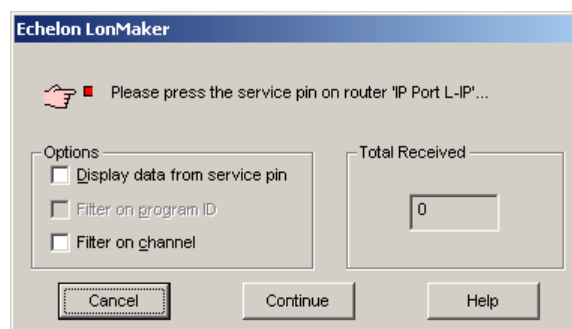 Echelon LonMaker
Please press the service pin on router 'IP Port L-IP'...
Options
Display data from service pin
Filter on program ID
Filter on channel
Total Received
0
Cancel
Continue
Help